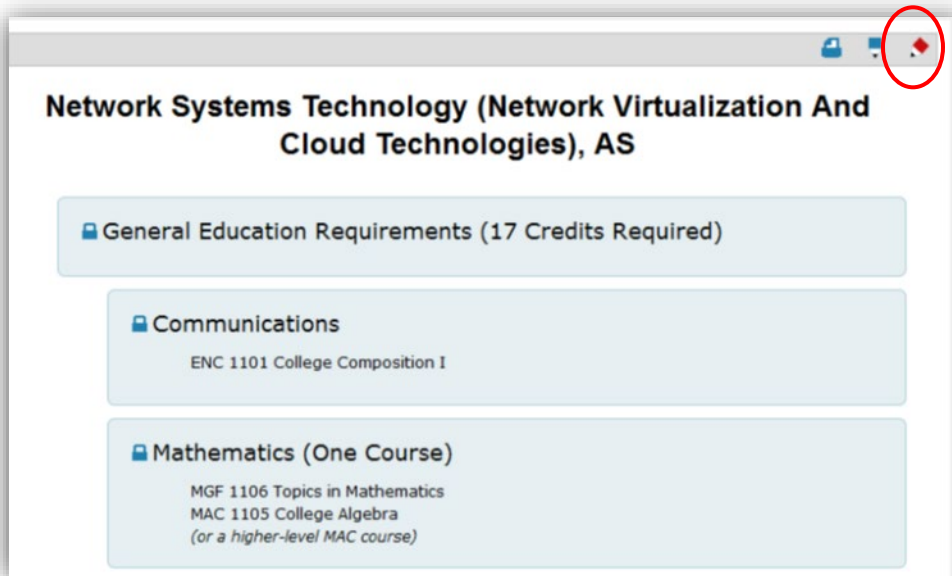 Network Systems Technology (Network Virtualization And
Cloud Technologies), AS
General Education Requirements (17 Credits Required)
Communications
ENC 1101 College Composition I
Mathematics (One Course)
MGF 1106 Topics in Mathematics
MAC 1105 College Algebra
(or a higher-level MAC course)